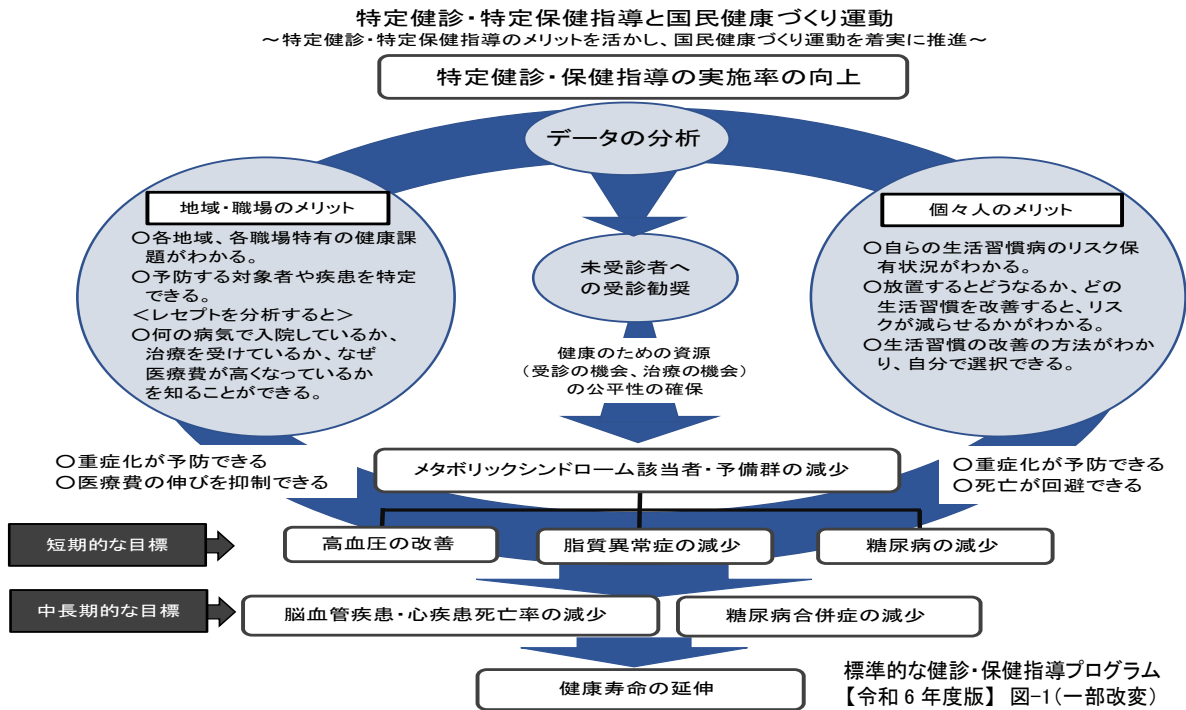 特定健診・特定保健指導と国民健康づくり運動
～特定健診・特定保健指導のメリットを活かし、国民健康づくり運動を着実に推進～
特定健診・保健指導の実施率の向上
データの分析
地域・職場のメリット
○各地域、各職場特有の健康課
題がわかる。
○予防する対象者や疾患を特定
できる。
＜レセプトを分析すると＞
○何の病気で入院しているか、
治療を受けているか、なぜ
医療費が高くなっているか
を知ることができる。
未受診者へ
の受診勧奨
健康のための資源
（受診の機会、治療の機会）
の公平性の確保
個々人のメリット
○自らの生活習慣病のリスク保
有状況がわかる。
○放置するとどうなるか、どの
生活習慣を改善すると、リス
クが減らせるかがわかる。
○生活習慣の改善の方法がわか
り、自分で選択できる。
○重症化が予防できる
○医療費の伸びを抑制できる
メタボリックシンドローム該当者・予備群の減少
○重症化が予防できる
○死亡が回避できる
短期的な目標
高血圧の改善
脂質異常症の減少
糖尿病の減少
中長期的な目標
脳血管疾患・心疾患死亡率の減少
糖尿病合併症の減少
健康寿命の延伸
標準的な健診・保健指導プログラム
【令和6年度版】 図-1（一部改変）